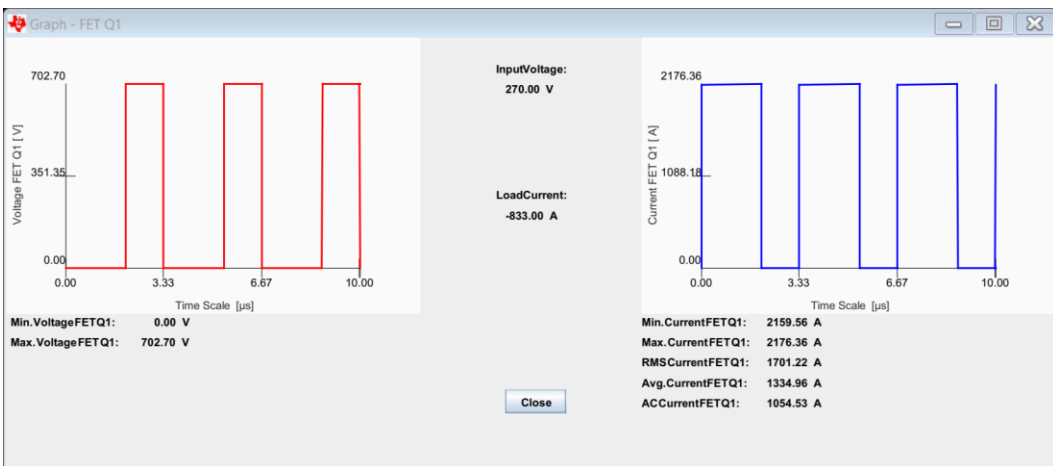 Graph - FET Q1
702.70
351.35
0.00
Voltage FET Q1 [ V]
0.00 3.33 6.67 10.00
Time Scale [µs]
Min.VoltageFETQ1: 0.00 V
Max.VoltageFETQ1: 702.70 V
InputVoltage:
270.00 V
LoadCurrent:
-833.00 A
Close
2176.36
1088.18
0.00
Current FET Q1 [ A]
0.00 3.33 6.67 10.00
Time Scale [µs]
Min.CurrentFETQ1: 2159.56 A
Max.CurrentFETQ1: 2176.36 A
RMSCurrentFETQ1: 1701.22 A
Avg.CurrentFETQ1: 1334.96 A
ACCurrentFETQ1: 1054.53 A